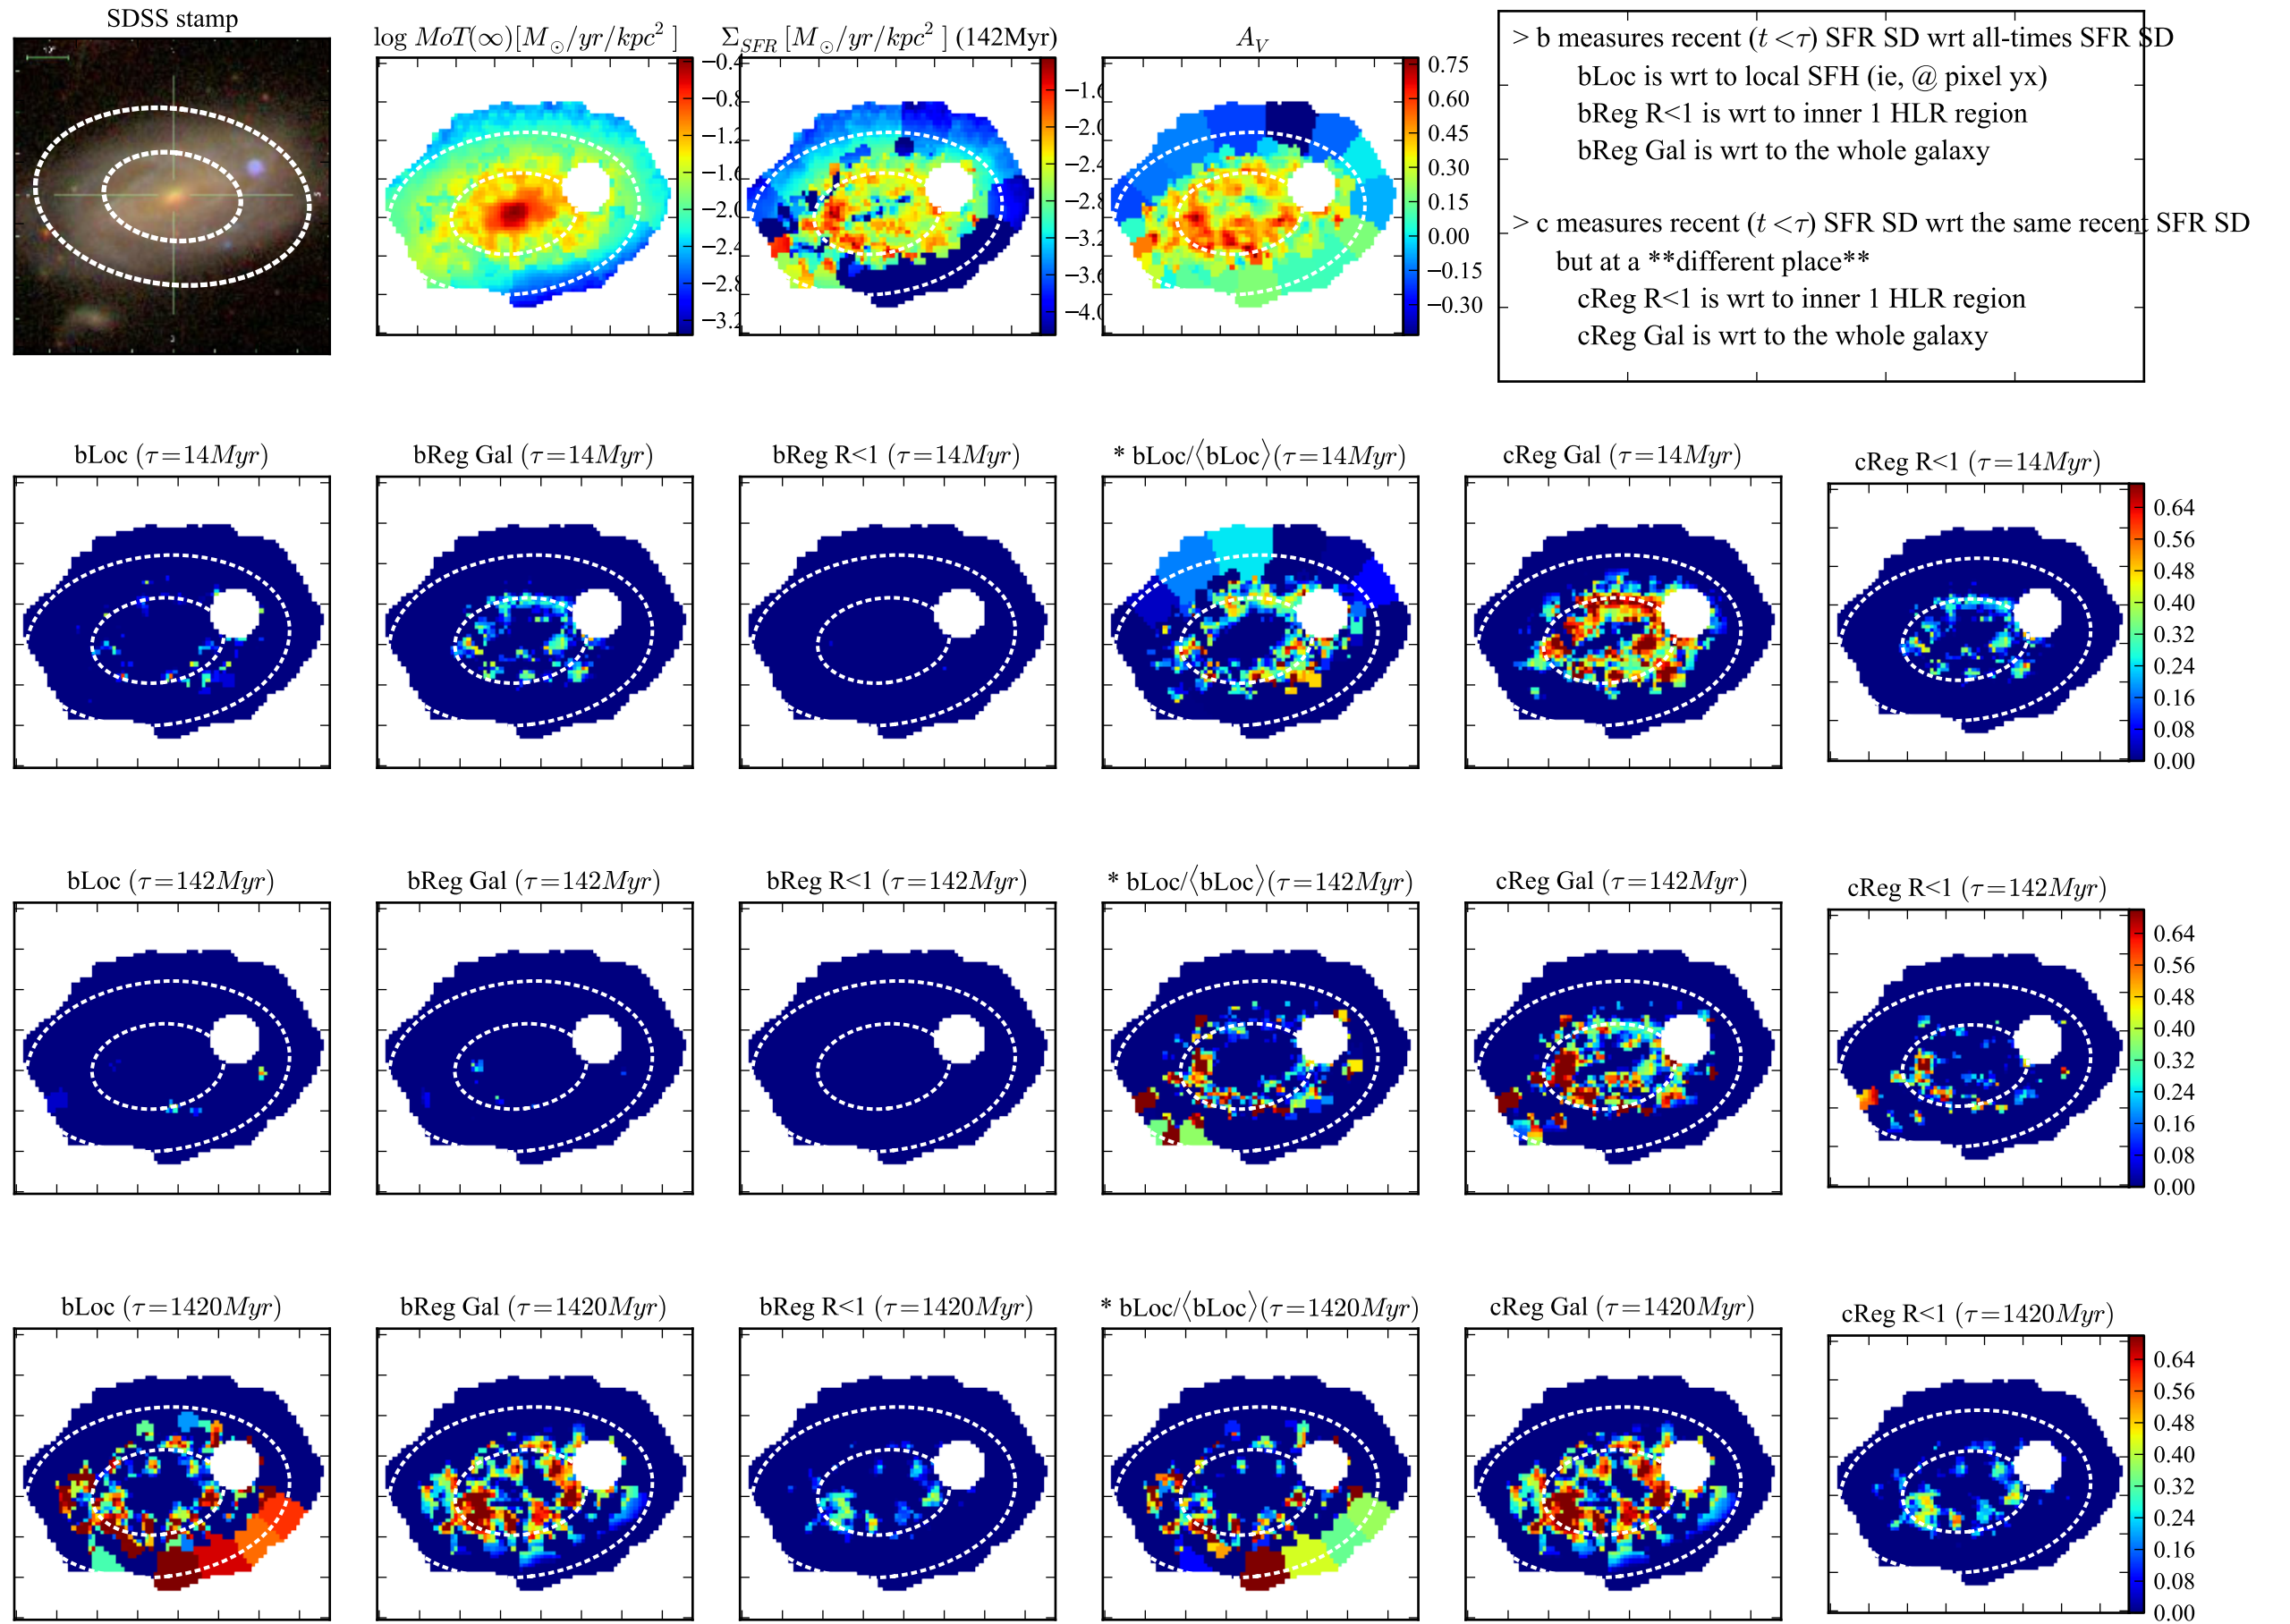 SDSS stamp
log MoT(∞)[M⊙/yr/kpc² ]
Σ_SFR [M⊙/yr/kpc² ] (142Myr)
A_V
−0.4
−0.8
−1.2
−1.6
−2.0
−2.4
−2.8
−3.2
−1.6
−2.0
−2.4
−2.8
−3.2
−3.6
−4.0
0.75
0.60
0.45
0.30
0.15
0.00
−0.15
−0.30
> b measures recent (t <τ) SFR SD wrt all-times SFR SD
bLoc is wrt to local SFH (ie, @ pixel yx)
bReg R<1 is wrt to inner 1 HLR region
bReg Gal is wrt to the whole galaxy
> c measures recent (t <τ) SFR SD wrt the same recent SFR SD
but at a **different place**
cReg R<1 is wrt to inner 1 HLR region
cReg Gal is wrt to the whole galaxy
bLoc (τ=14Myr)
bReg Gal (τ=14Myr)
bReg R<1 (τ=14Myr)
* bLoc/⟨bLoc⟩(τ=14Myr)
cReg Gal (τ=14Myr)
cReg R<1 (τ=14Myr)
0.64
0.56
0.48
0.40
0.32
0.24
0.16
0.08
0.00
bLoc (τ=142Myr)
bReg Gal (τ=142Myr)
bReg R<1 (τ=142Myr)
* bLoc/⟨bLoc⟩(τ=142Myr)
cReg Gal (τ=142Myr)
cReg R<1 (τ=142Myr)
0.64
0.56
0.48
0.40
0.32
0.24
0.16
0.08
0.00
bLoc (τ=1420Myr)
bReg Gal (τ=1420Myr)
bReg R<1 (τ=1420Myr)
* bLoc/⟨bLoc⟩(τ=1420Myr)
cReg Gal (τ=1420Myr)
cReg R<1 (τ=1420Myr)
0.64
0.56
0.48
0.40
0.32
0.24
0.16
0.08
0.00